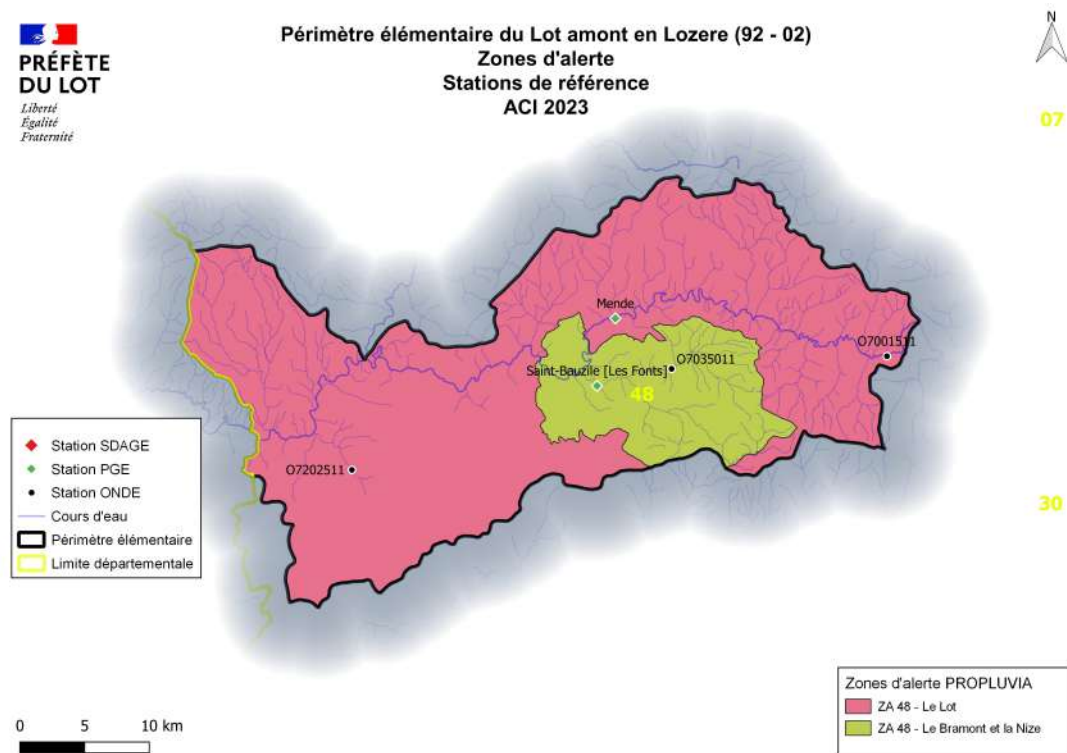 PRÉFÈTE
DU LOT
Liberté
Égalité
Fraternité
Périmètre élémentaire du Lot amont en Lozere (92 - 02)
Zones d'alerte
Stations de référence
ACI 2023
N
07
Mende
O7001511
O7035011
Saint-Bauzile [Les Fonts]
48
O7202511
30
Station SDAGE
Station PGE
Station ONDE
Cours d'eau
Périmètre élémentaire
Limite départementale
0 5 10 km
Zones d'alerte PROPLUVIA
ZA 48 - Le Lot
ZA 48 - Le Bramont et la Nize